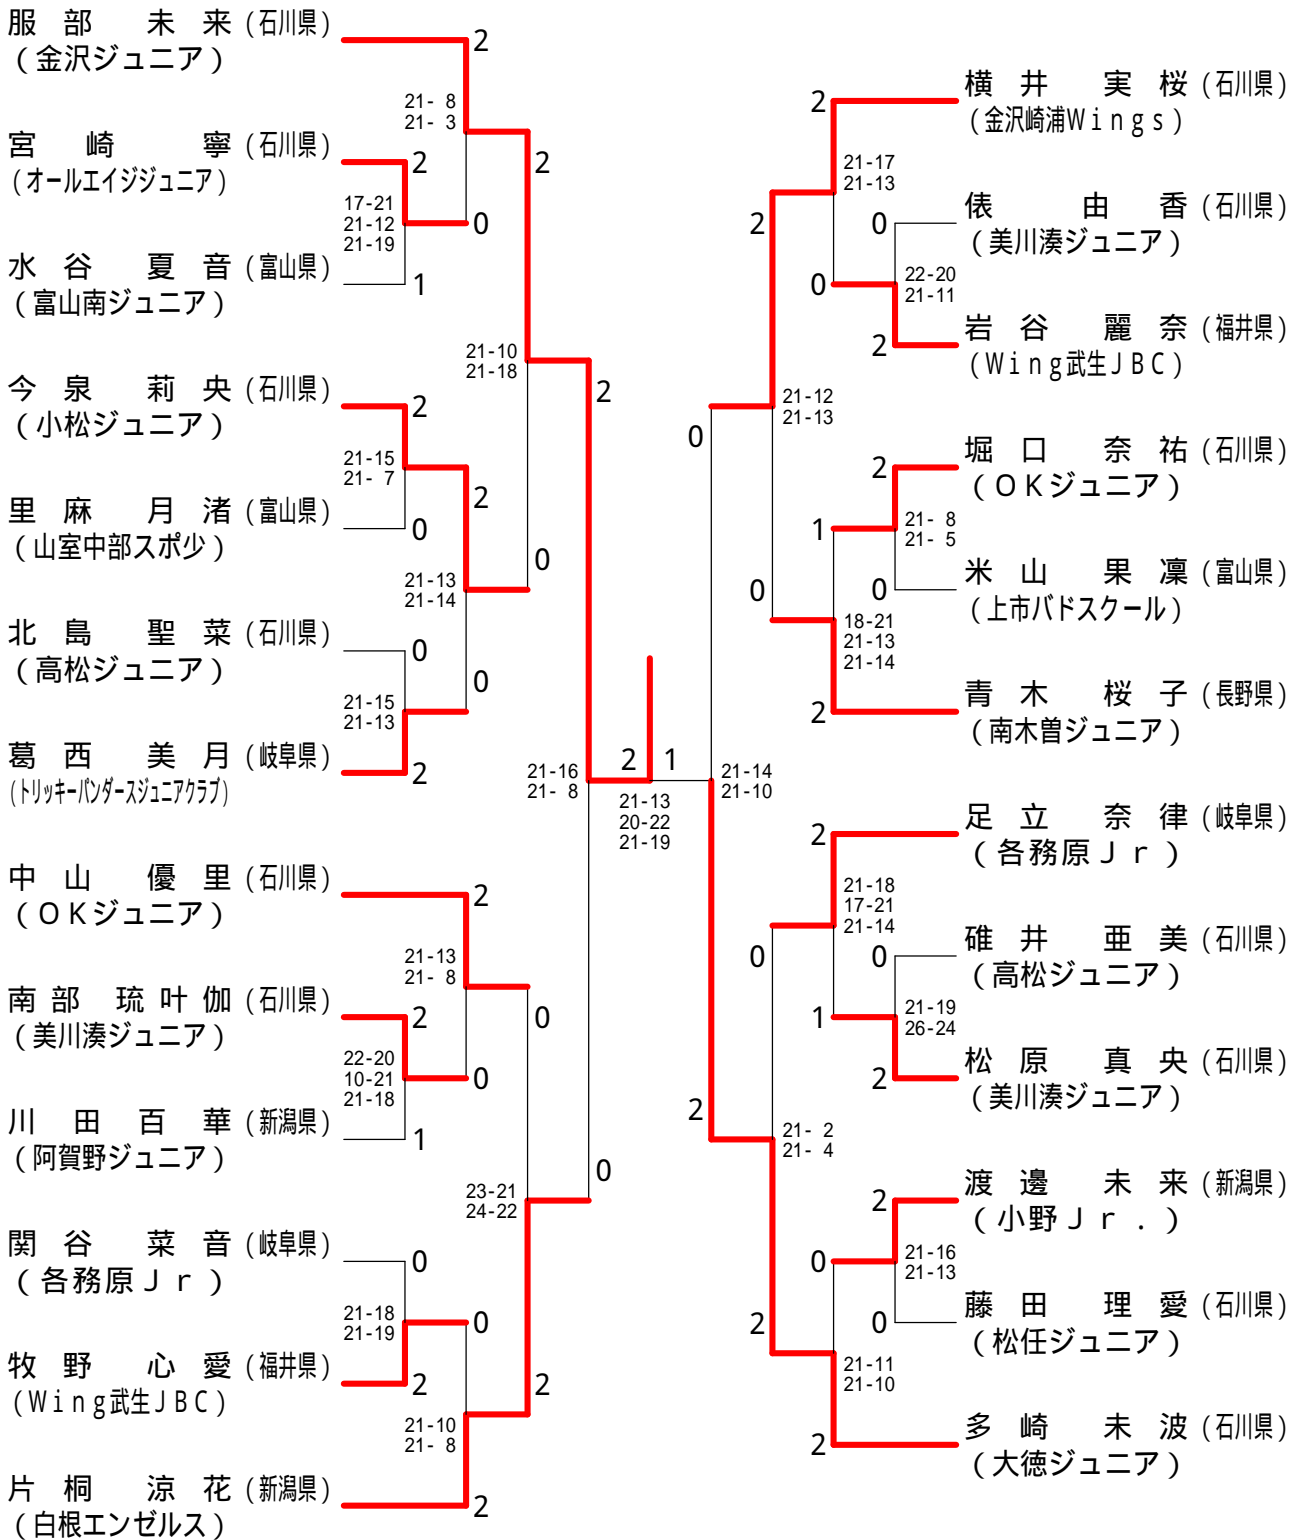 服部 未来 (石川県)
(金沢ジュニア)
宮崎 寧 (石川県)
(オールエイジジュニア)
水谷 夏音 (富山県)
(富山南ジュニア)
今泉 莉央 (石川県)
(小松ジュニア)
里麻 月渚 (富山県)
(山室中部スポ少)
北島 聖菜 (石川県)
(高松ジュニア)
葛西 美月 (岐阜県)
(トリッキーパンダースジュニアクラブ)
中山 優里 (石川県)
(OKジュニア)
南部 琉叶伽 (石川県)
(美川湊ジュニア)
川田 百華 (新潟県)
(阿賀野ジュニア)
関谷 菜音 (岐阜県)
(各務原Jr)
牧野 心愛 (福井県)
(Wing武生JBC)
片桐 涼花 (新潟県)
(白根エンゼルス)
2
21- 8
21- 3
2
2
17-21
21-12
21-19
0
1
21-10
21-18
2
2
21-15
21- 7
2
0
0
21-13
21-14
0
0
21-15
21-13
2
21-16
21- 8
2
1
21-13
20-22
21-19
2
21-13
21- 8
0
2
22-20
10-21
21-18
0
1
23-21
24-22
0
0
21-18
21-19
0
2
2
21-10
21- 8
2
横井 実桜 (石川県)
(金沢崎浦Wings)
俵 由香 (石川県)
(美川湊ジュニア)
岩谷 麗奈 (福井県)
(Wing武生JBC)
堀口 奈祐 (石川県)
(OKジュニア)
米山 果凜 (富山県)
(上市バドスクール)
青木 桜子 (長野県)
(南木曽ジュニア)
足立 奈律 (岐阜県)
(各務原Jr)
碓井 亜美 (石川県)
(高松ジュニア)
松原 真央 (石川県)
(美川湊ジュニア)
渡邊 未来 (新潟県)
(小野Jr.)
藤田 理愛 (石川県)
(松任ジュニア)
多崎 未波 (石川県)
(大徳ジュニア)
2
21-17
21-13
2
0
0
22-20
21-11
2
21-12
21-13
0
2
1
21- 8
21- 5
0
0
18-21
21-13
21-14
2
21-14
21-10
2
21-18
17-21
21-14
0
0
1
21-19
26-24
2
2
21- 2
21- 4
2
0
21-16
21-13
2
0
21-11
21-10
2